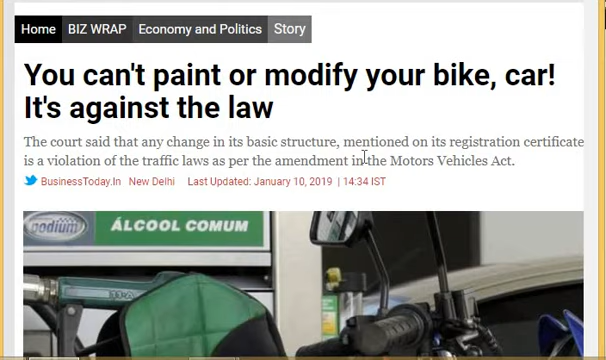 Home BIZ WRAP Economy and Politics Story
You can't paint or modify your bike, car!
It's against the law
The court said that any change in its basic structure, mentioned on its registration certificate
is a violation of the traffic laws as per the amendment in the Motors Vehicles Act.
BusinessToday.In New Delhi Last Updated: January 10, 2019 | 14:34 IST
podium ÁLCOOL COMUM